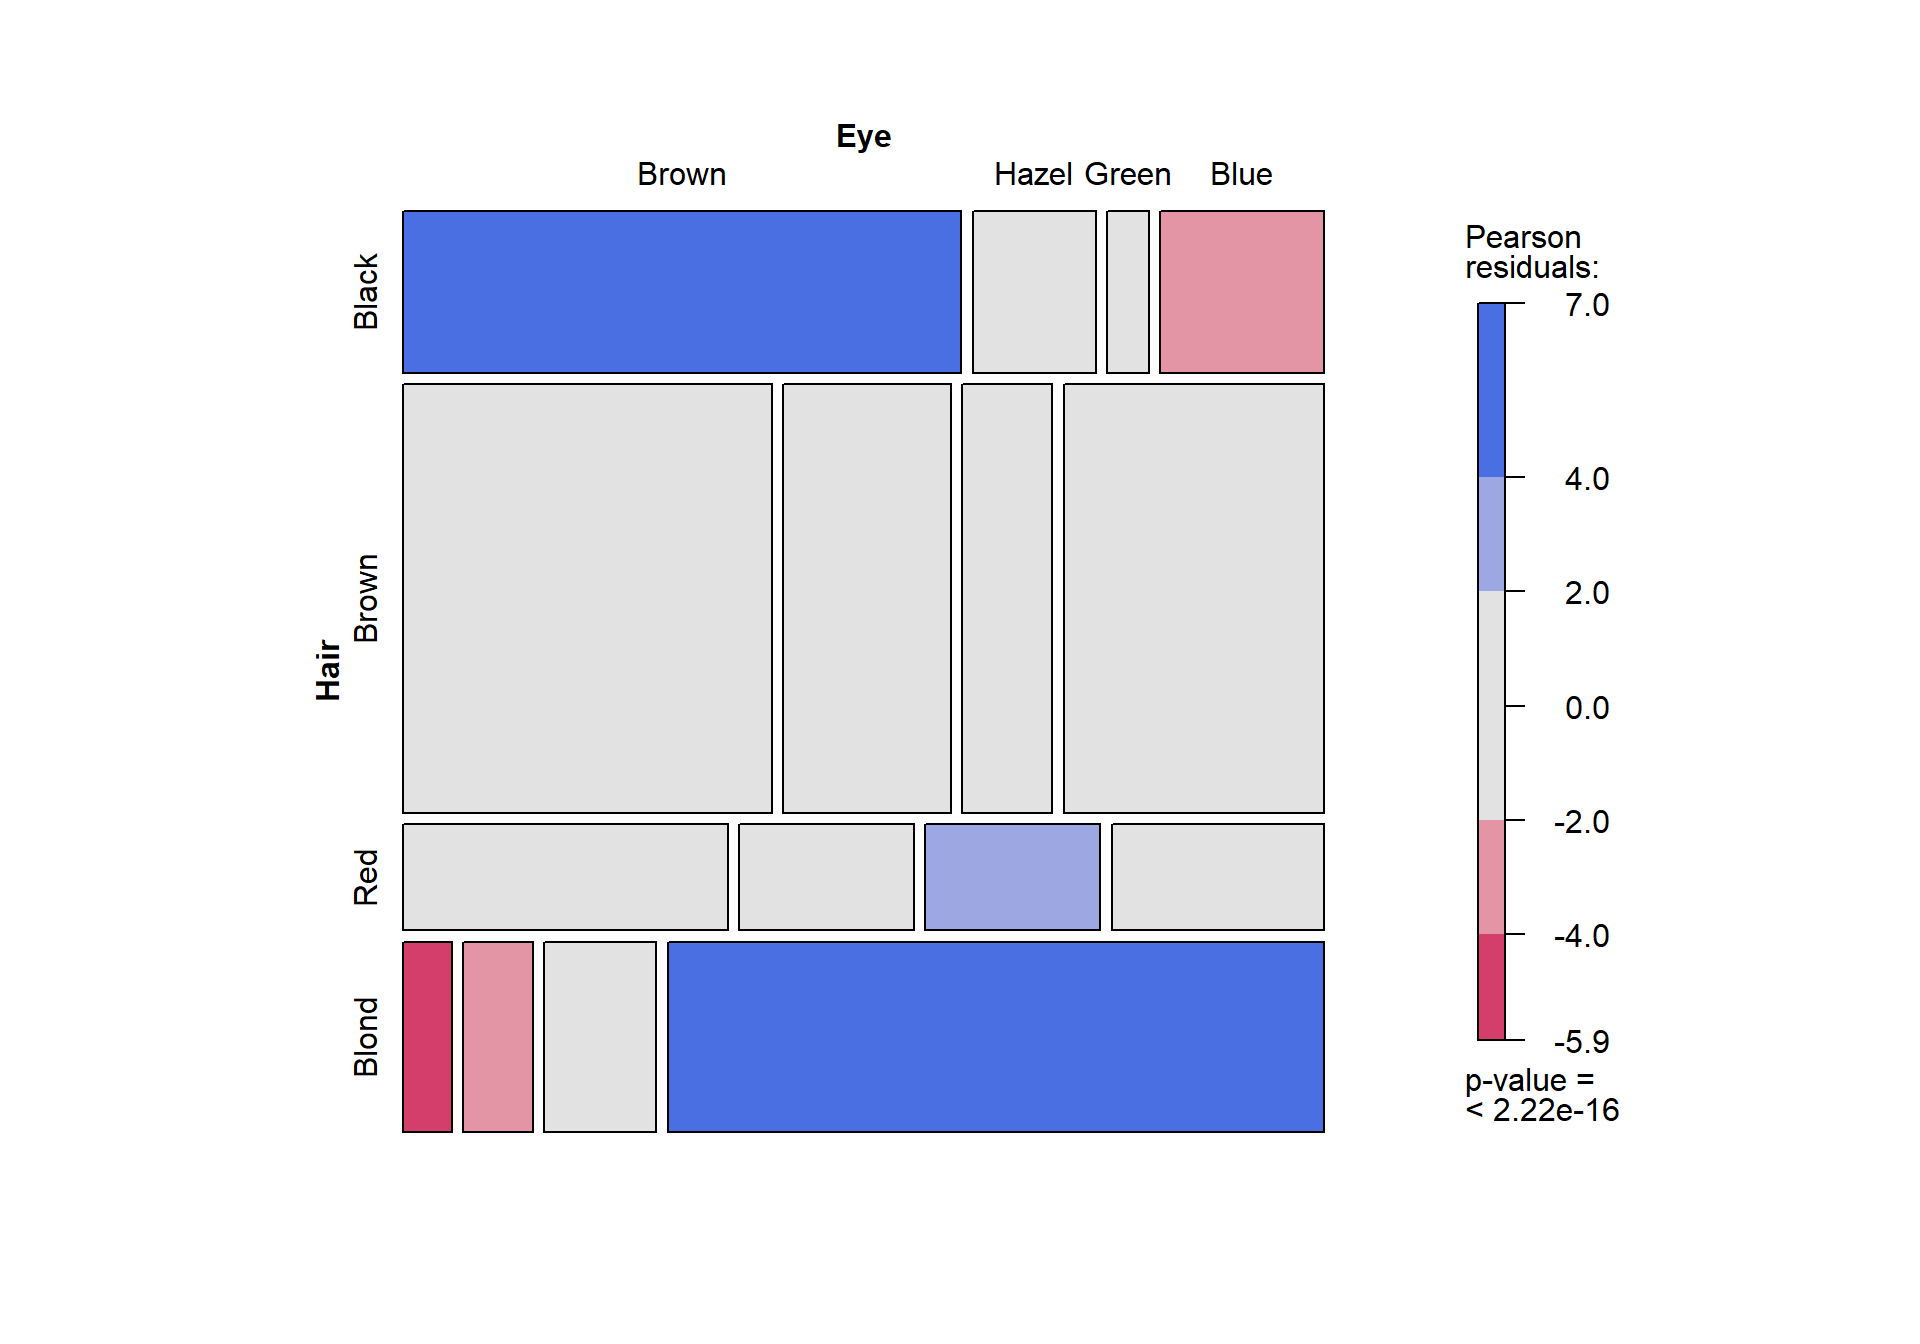 Eye
Brown Hazel Green Blue
Hair
Black
Brown
Red
Blond
Pearson
residuals:
7.0
4.0
2.0
0.0
-2.0
-4.0
-5.9
p-value =
< 2.22e-16